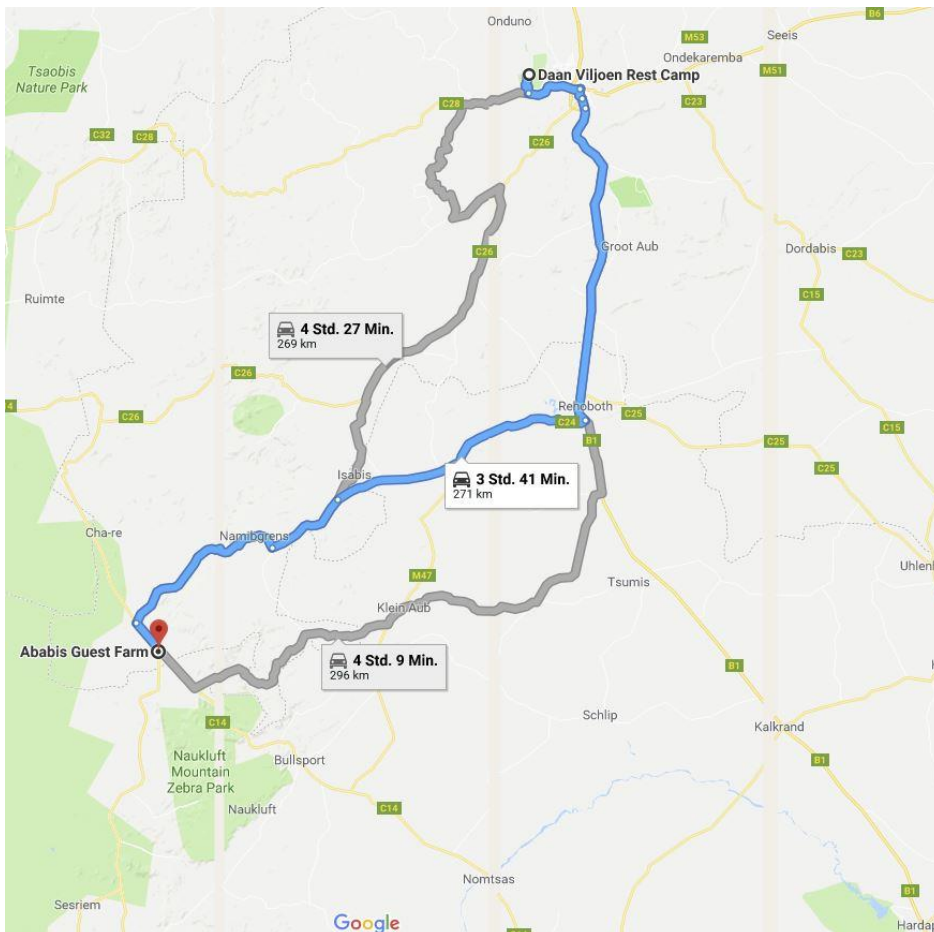 Onduno
B6
M53
Seeis
Ondekaremba
Tsaobis
Nature Park
Daan Viljoen Rest Camp
M51
C28
C23
C32
C28
C26
Groot Aub
Dordabis
C26
C23
Ruimte
C15
4 Std. 27 Min.
269 km
C26
4
C26
Rehoboth
C25
C24
B1
C25
C15
C25
Isabis
3 Std. 41 Min.
271 km
Cha-re
Namibgrens
M47
Tsumis
Uhlenh
Klein Aub
Ababis Guest Farm
4 Std. 9 Min.
296 km
B1
C14
Schlip
Kalkrand
Bullsport
B1
Naukluft
Mountain
Zebra Park
Naukluft
C14
Nomtsas
B1
Sesriem
Google
Hardap